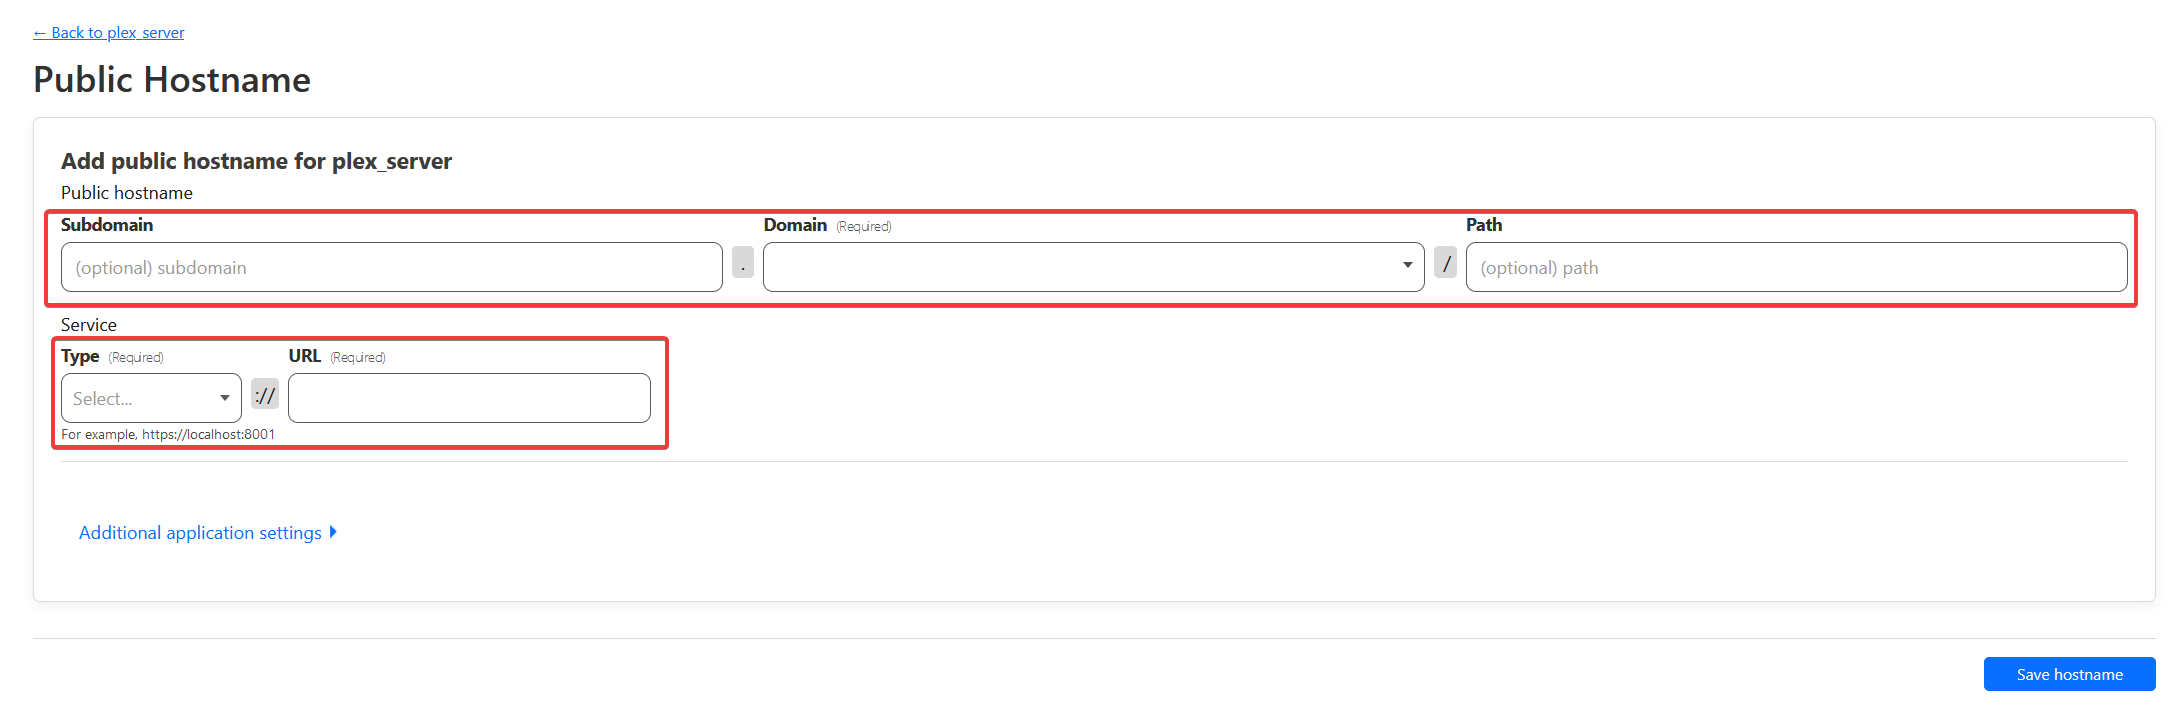 ← Back to plex_server
Public Hostname
Add public hostname for plex_server
Public hostname
Subdomain Domain (Required) Path
(optional) subdomain . / (optional) path
Service
Type (Required) URL (Required)
Select... ://
For example, https://localhost:8001
Additional application settings
Save hostname